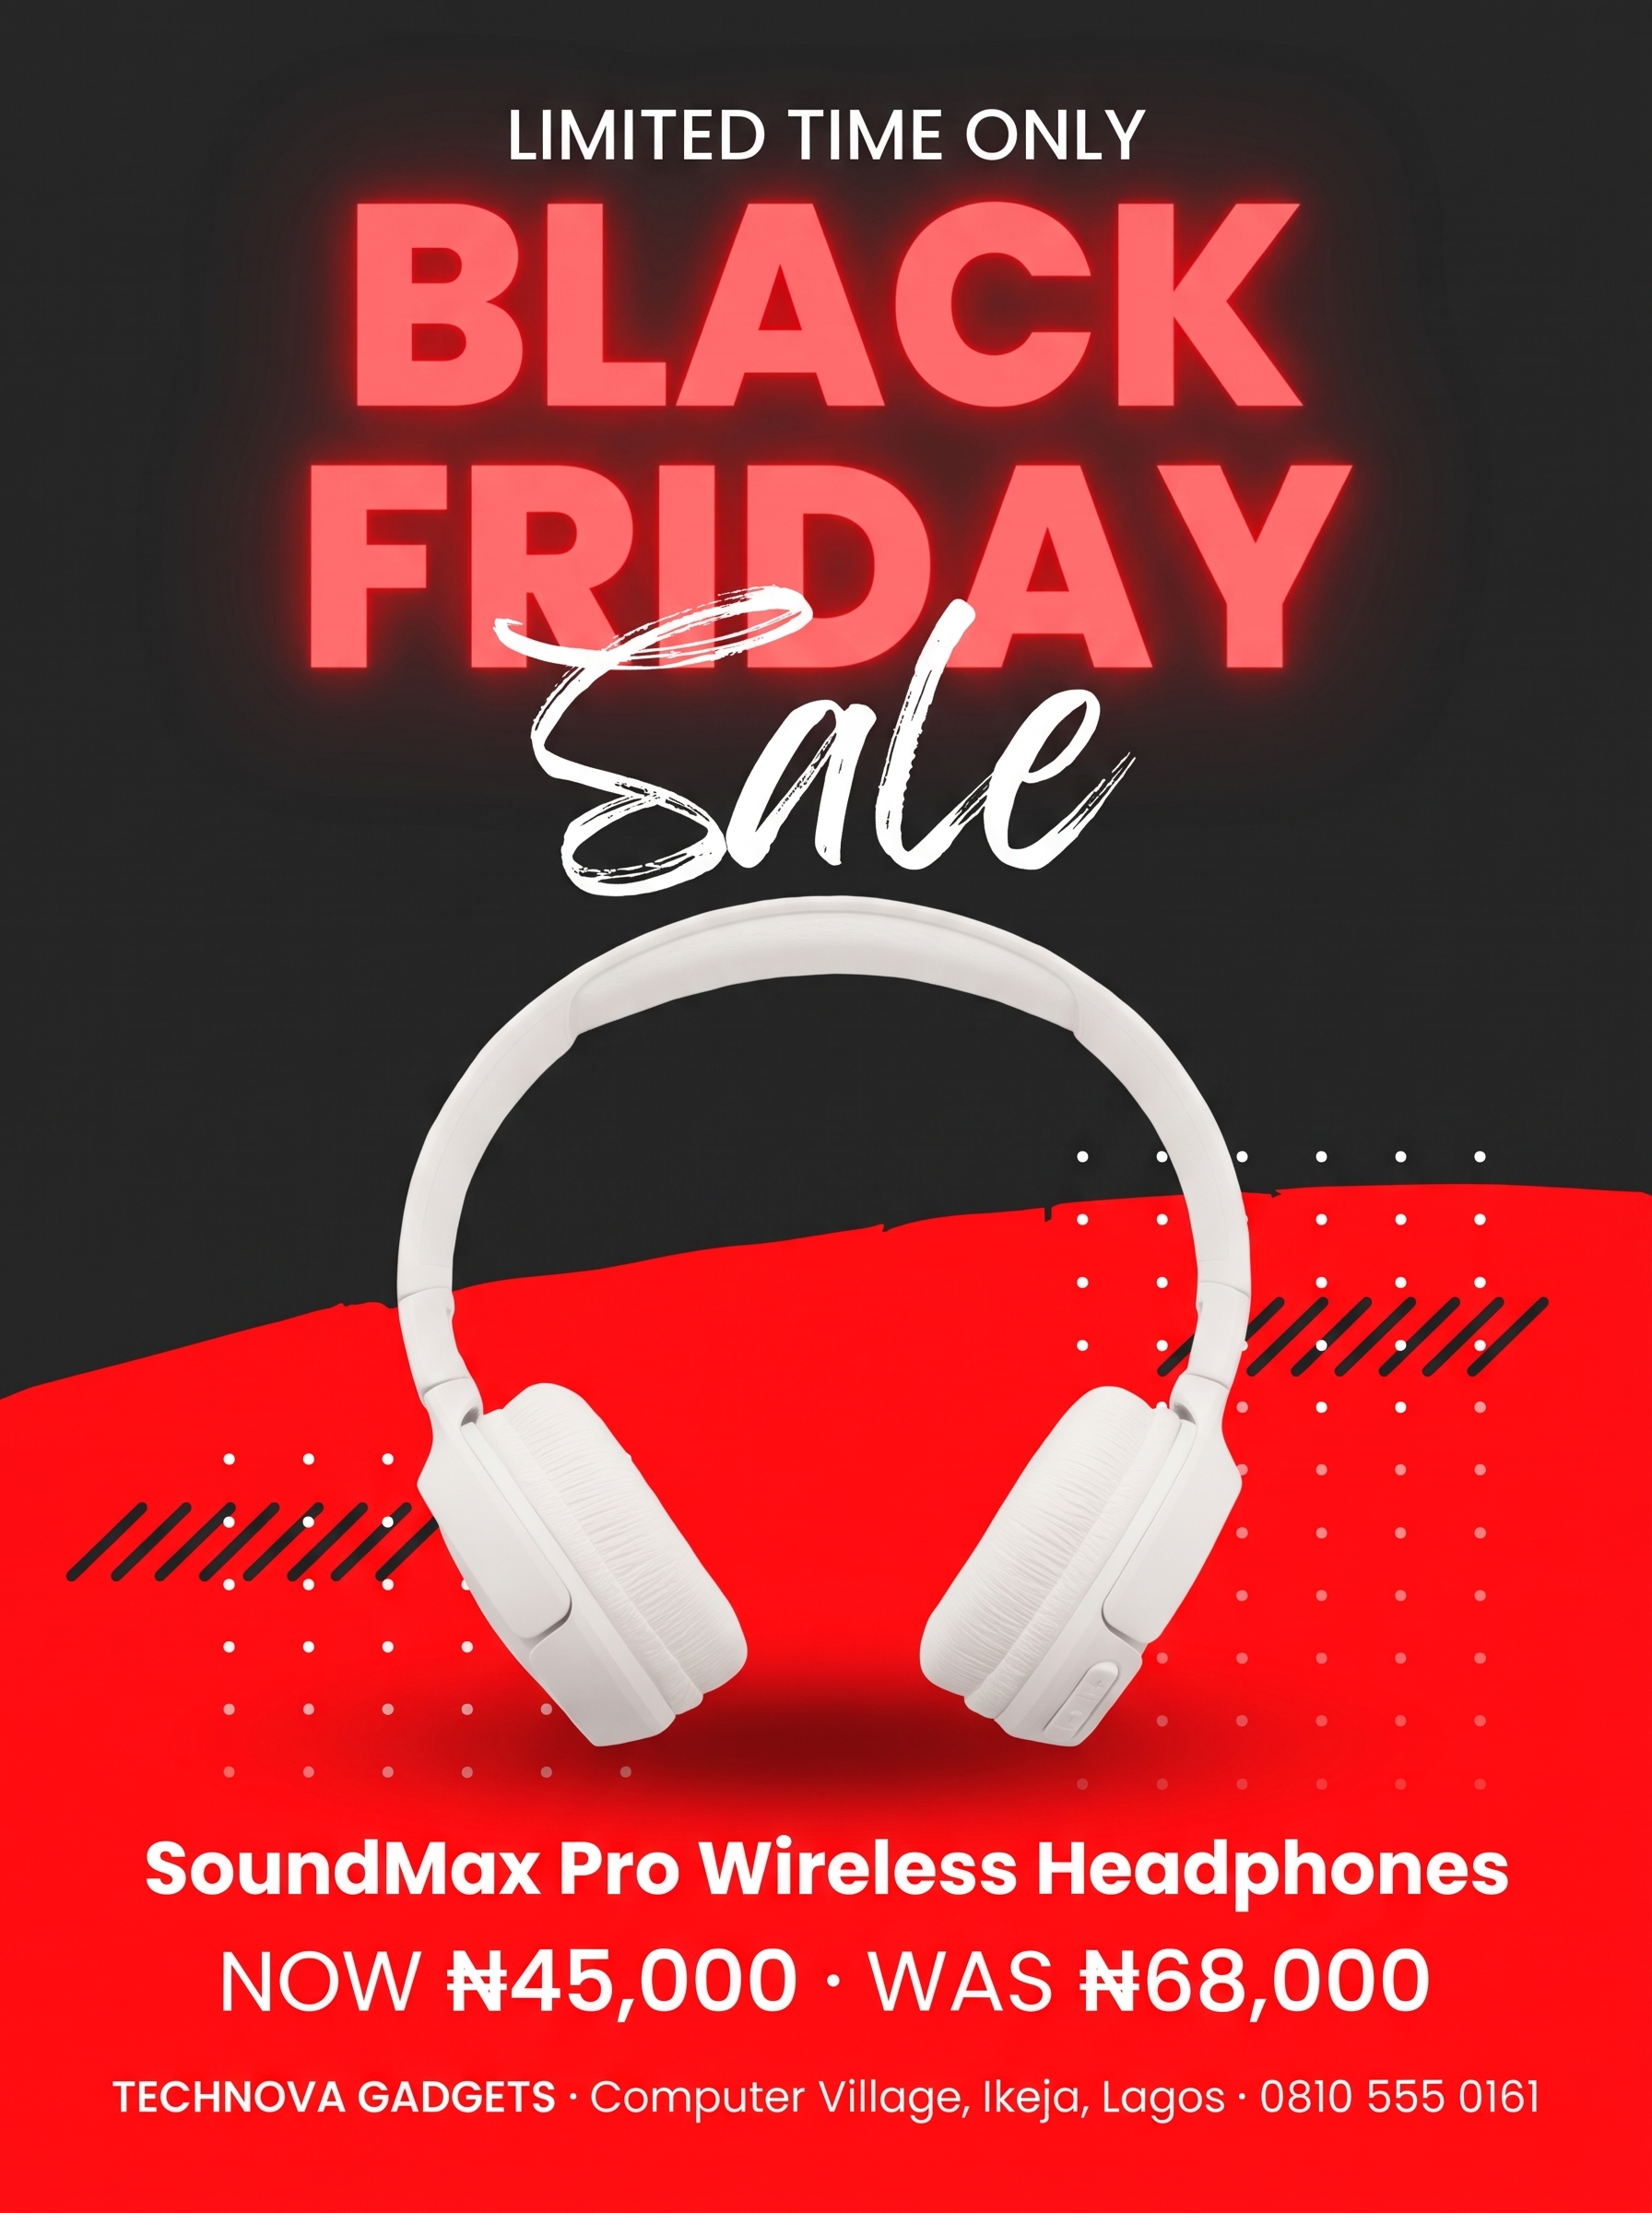 LIMITED TIME ONLY
BLACK
FRIDAY
Sale
SoundMax Pro Wireless Headphones
NOW ₦45,000 · WAS ₦68,000
TECHNOVA GADGETS · Computer Village, Ikeja, Lagos · 0810 555 0161